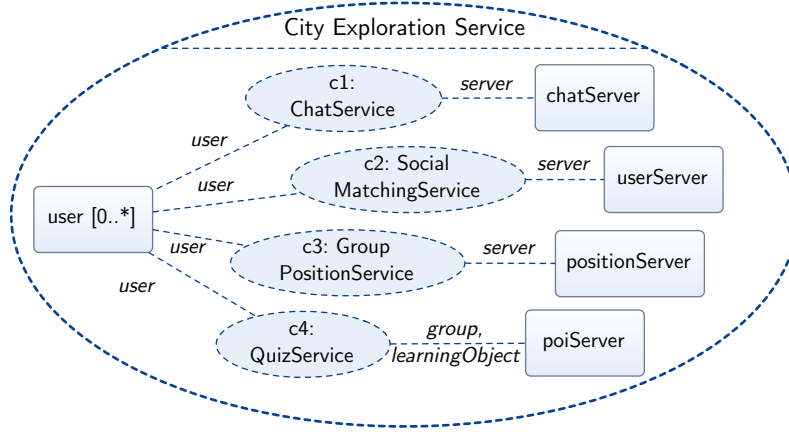 City Exploration Service
c1:
ChatService
server
chatServer
user
c2: Social
MatchingService
server
userServer
user
user [0..*]
user
c3: Group
PositionService
server
positionServer
user
c4:
QuizService
group,
learningObject
poiServer